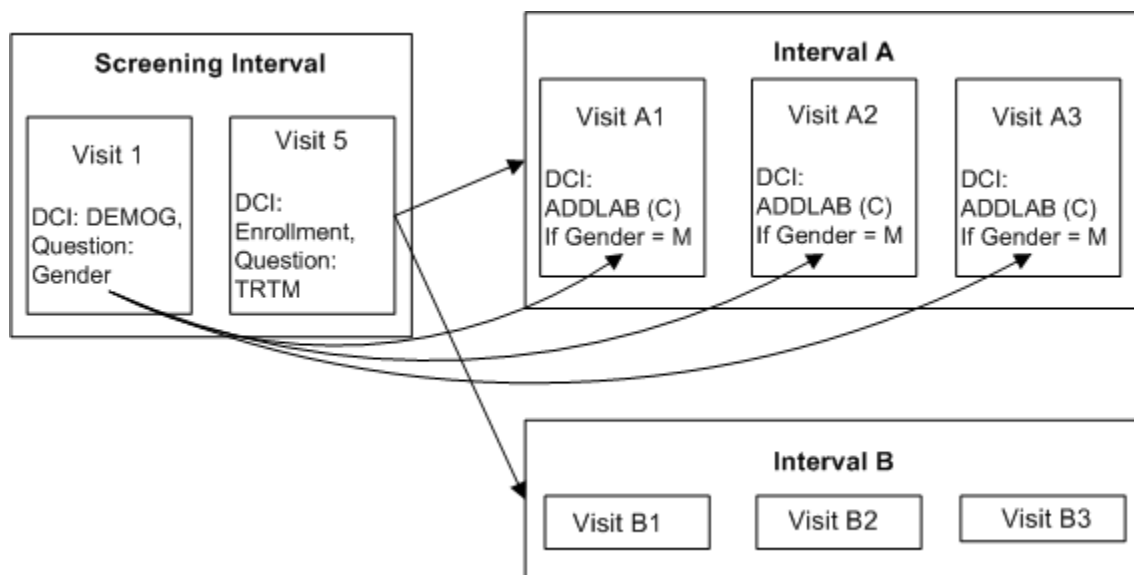 Screening Interval
Visit 1
DCI: DEMOG,
Question:
Gender
Visit 5
DCI:
Enrollment,
Question:
TRTM
Interval A
Visit A1
DCI:
ADDLAB (C)
If Gender = M
Visit A2
DCI:
ADDLAB (C)
If Gender = M
Visit A3
DCI:
ADDLAB (C)
If Gender = M
Interval B
Visit B1
Visit B2
Visit B3